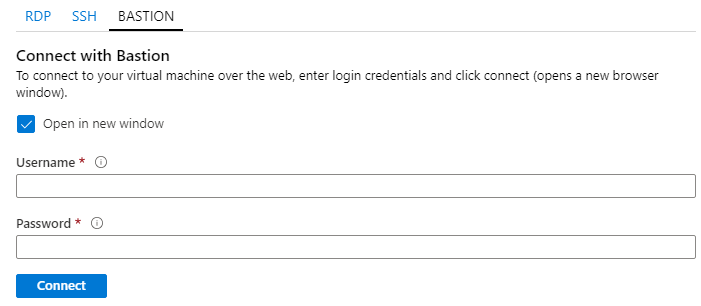 RDP SSH BASTION
Connect with Bastion
To connect to your virtual machine over the web, enter login credentials and click connect (opens a new browser
window).
Open in new window
Username *
Password *
Connect